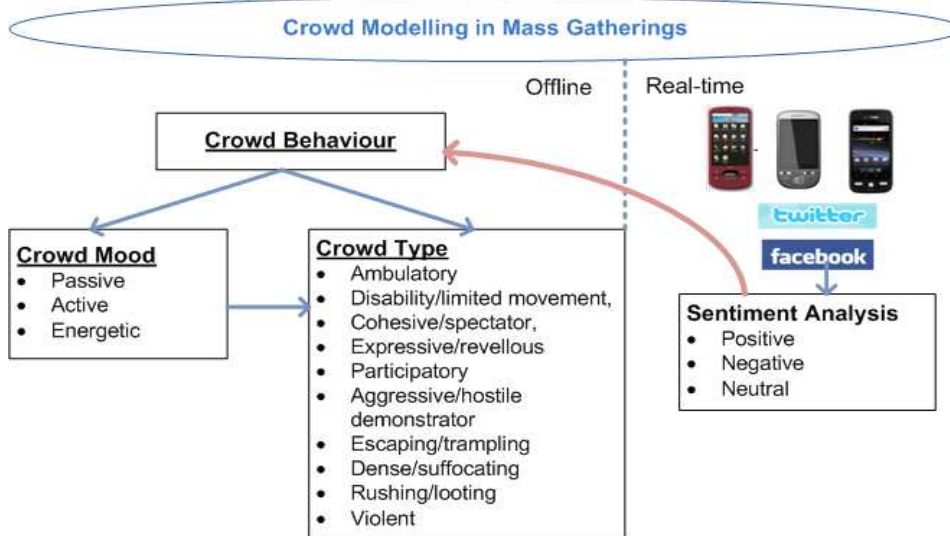 Crowd Modelling in Mass Gatherings
Offline
Real-time
Crowd Behaviour
twitter
facebook
Crowd Mood
• Passive
• Active
• Energetic
Crowd Type
• Ambulatory
• Disability/limited movement,
• Cohesive/spectator,
• Expressive/revellous
• Participatory
• Aggressive/hostile
demonstrator
• Escaping/trampling
• Dense/suffocating
• Rushing/looting
• Violent
Sentiment Analysis
• Positive
• Negative
• Neutral